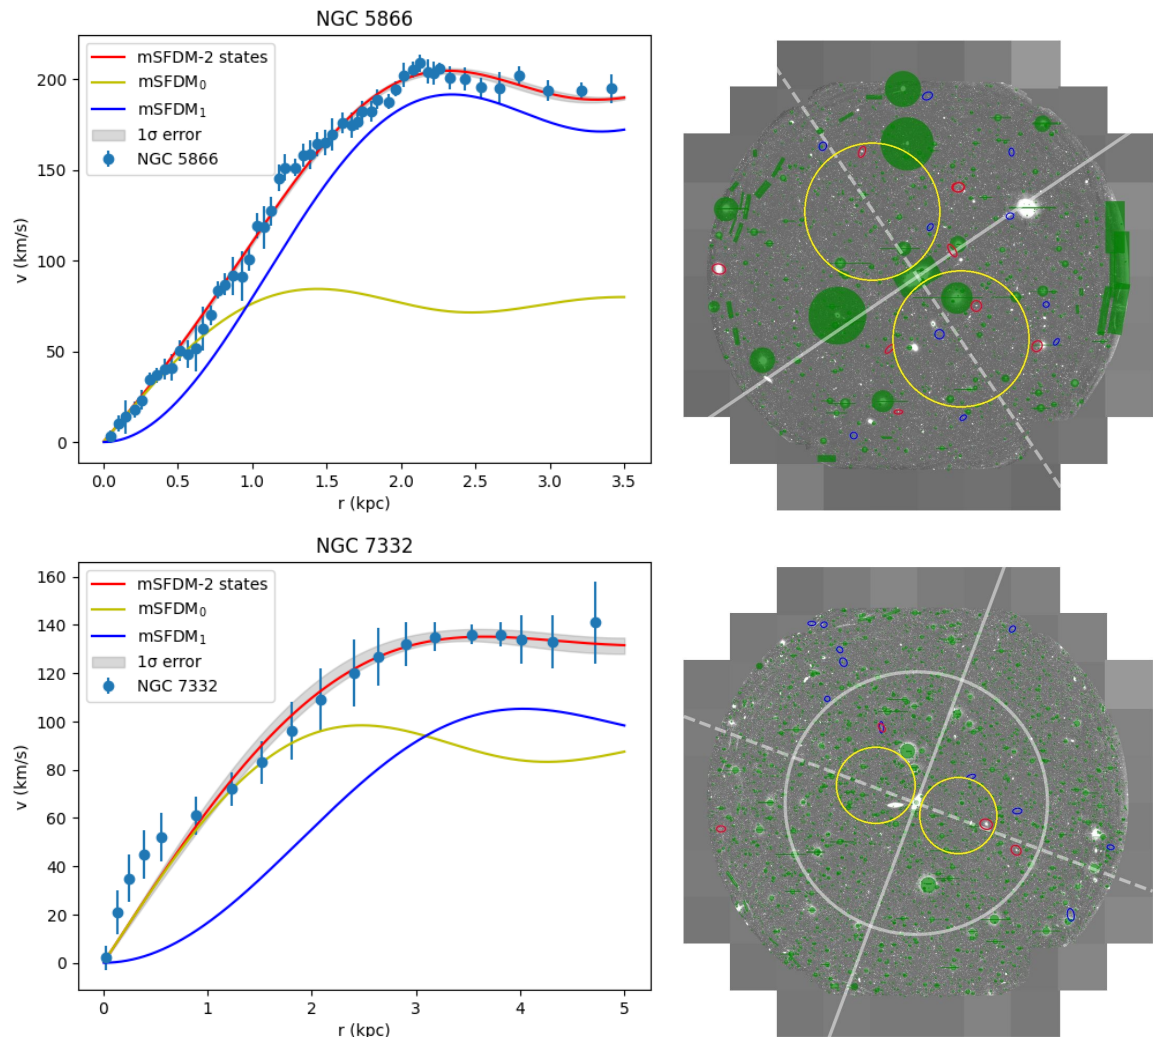 NGC 5866
mSFDM-2 states
mSFDM₀
mSFDM₁
1σ error
NGC 5866
v (km/s)
200
150
100
50
0
0.0 0.5 1.0 1.5 2.0 2.5 3.0 3.5
r (kpc)
NGC 7332
mSFDM-2 states
mSFDM₀
mSFDM₁
1σ error
NGC 7332
v (km/s)
160
140
120
100
80
60
40
20
0
0 1 2 3 4 5
r (kpc)